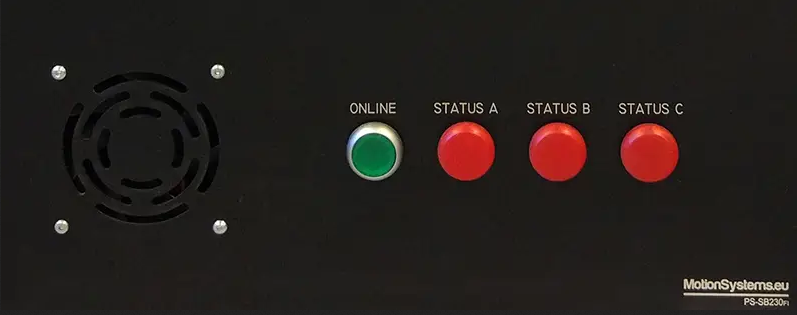 ONLINE STATUS A STATUS B STATUS C
MotionSystems.eu
PS-SB230FI